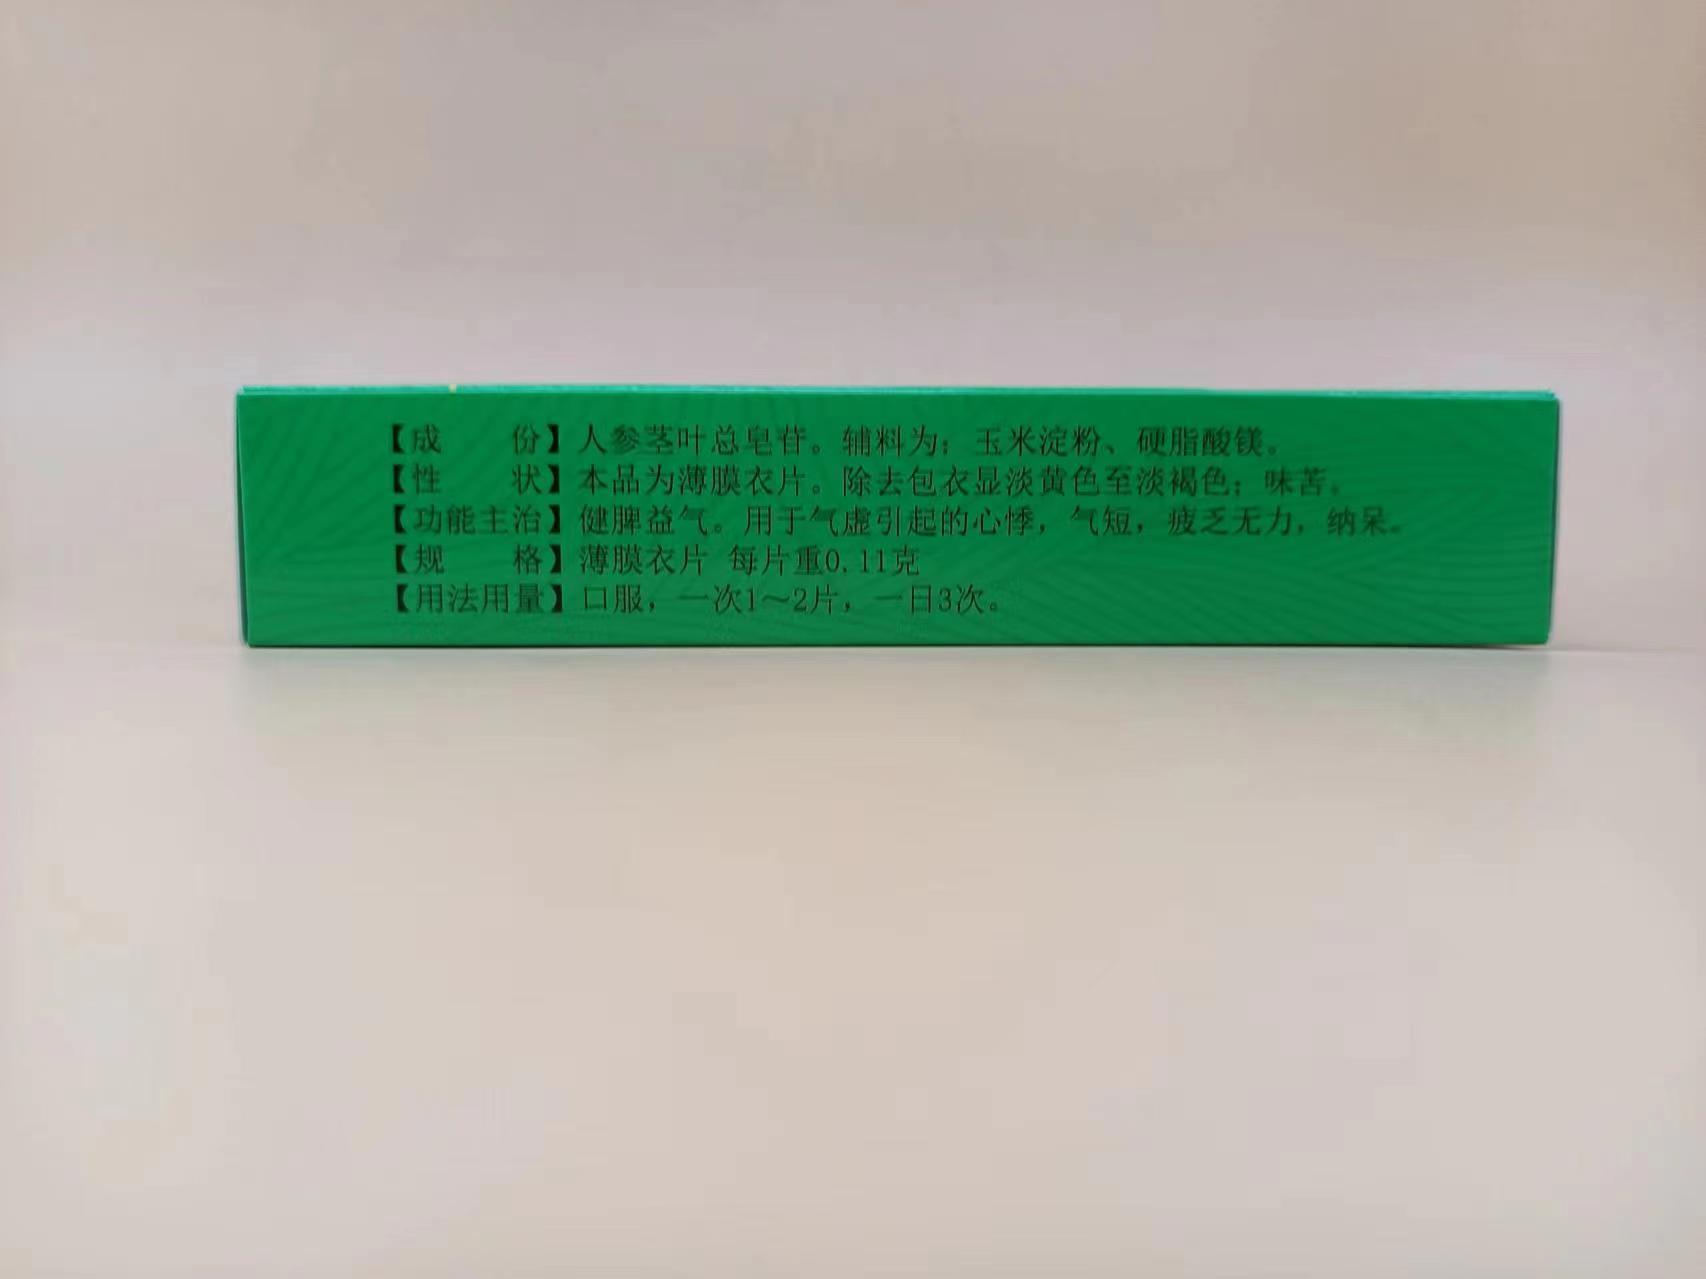 【成　　份】人参茎叶总皂苷。辅料为：玉米淀粉、硬脂酸镁。
【性　　状】本品为薄膜衣片。除去包衣显淡黄色至淡褐色；味苦。
【功能主治】健脾益气。用于气虚引起的心悸，气短，疲乏无力，纳呆。
【规　　格】薄膜衣片 每片重0.11克
【用法用量】口服，一次1～2片，一日3次。